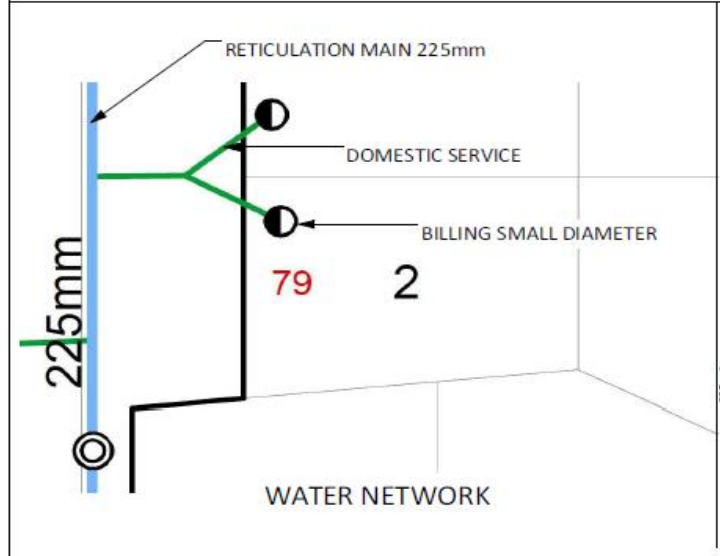 RETICULATION MAIN 225mm
DOMESTIC SERVICE
BILLING SMALL DIAMETER
79
2
225mm
WATER NETWORK